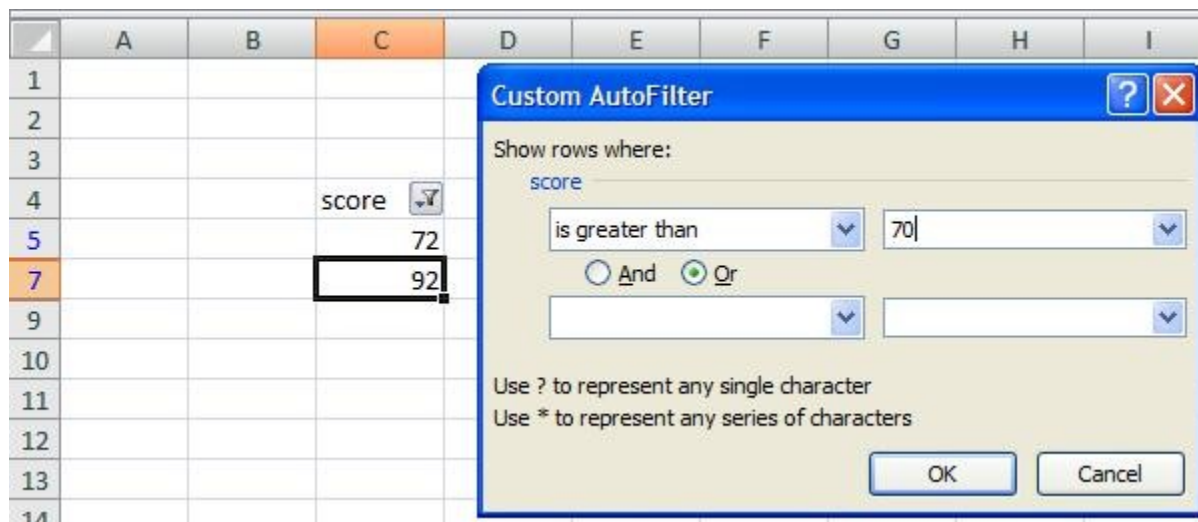 A B C D E F G H I
1 Custom AutoFilter ?
2
3 Show rows where:
score
4 score
is greater than 70
5 72
And Or
7 92
9
10
Use ? to represent any single character
11
Use * to represent any series of characters
12
13 OK Cancel
14